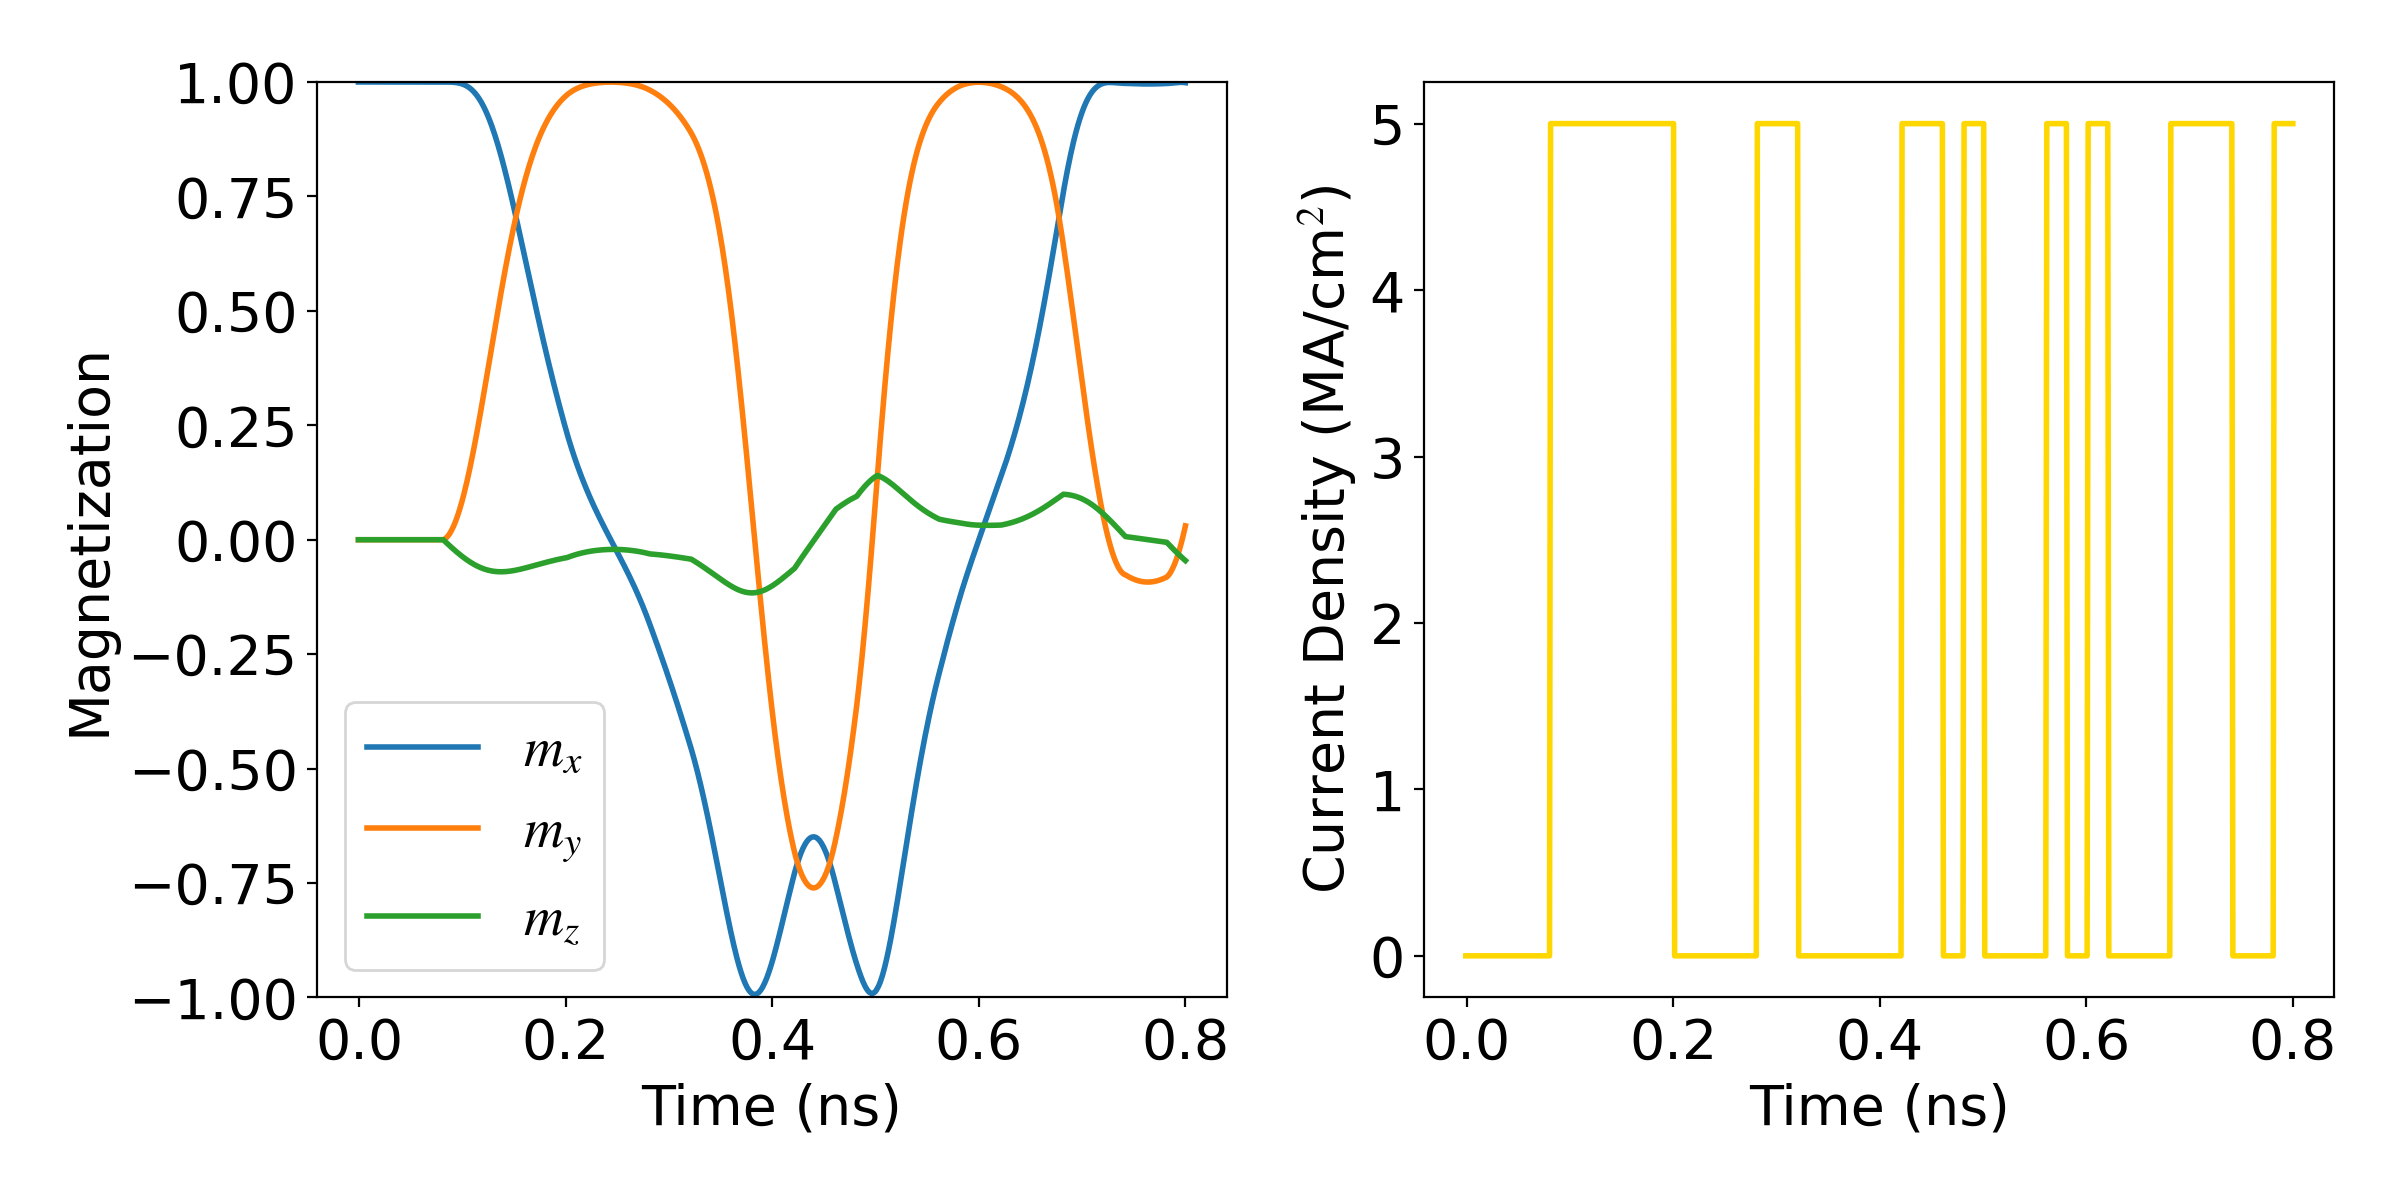 1.00
0.75
0.50
0.25
0.00
−0.25
−0.50
−0.75
−1.00
Magnetization
m_x
m_y
m_z
0.0 0.2 0.4 0.6 0.8
Time (ns)
5
4
3
2
1
0
Current Density (MA/cm²)
0.0 0.2 0.4 0.6 0.8
Time (ns)